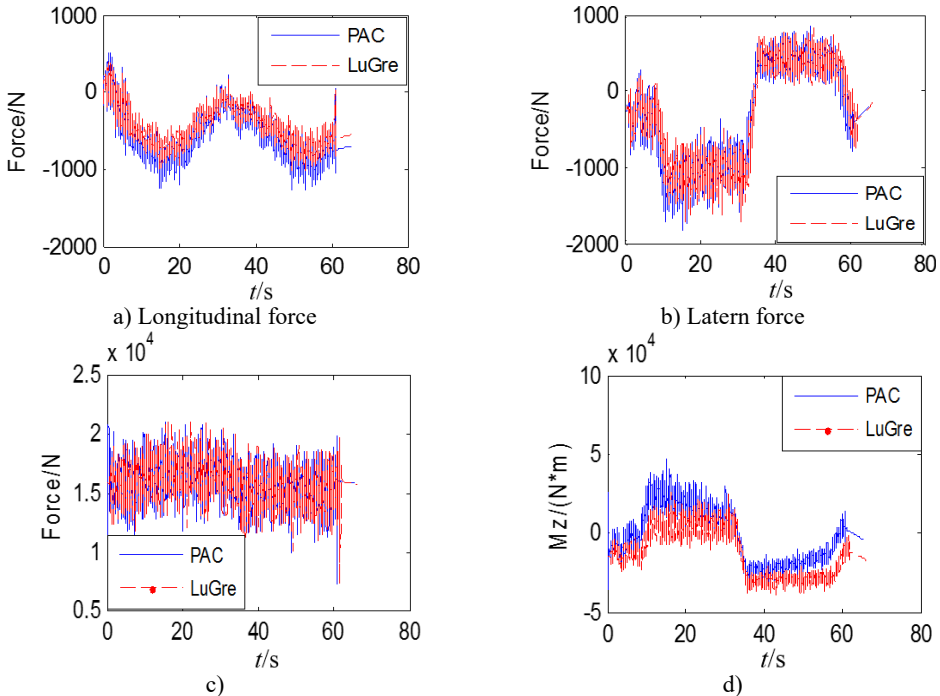 1000
0
-1000
-2000
Force/N
PAC
LuGre
0 20 40 60 80
t/s
a) Longitudinal force
1000
0
-1000
-2000
Force/N
PAC
LuGre
0 20 40 60 80
t/s
b) Latern force
x 10^4
2.5
2
1.5
1
0.5
Force/N
PAC
LuGre
0 20 40 60 80
t/s
c)
x 10^4
10
5
0
-5
Mz/(N*m)
PAC
LuGre
0 20 40 60 80
t/s
d)